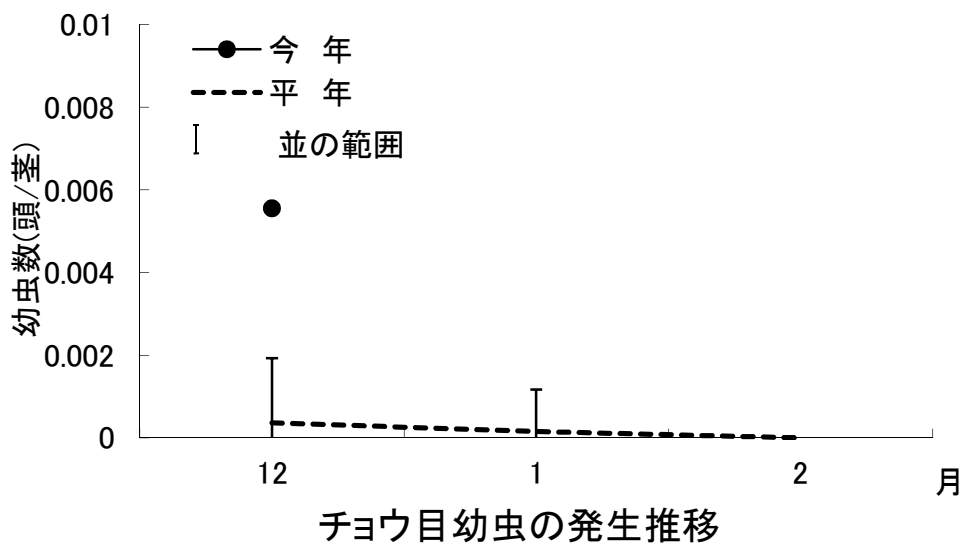 0.01
0.008
0.006
0.004
0.002
0
幼虫数(頭/茎)
今 年
平 年
並の範囲
12 1 2 月
チョウ目幼虫の発生推移